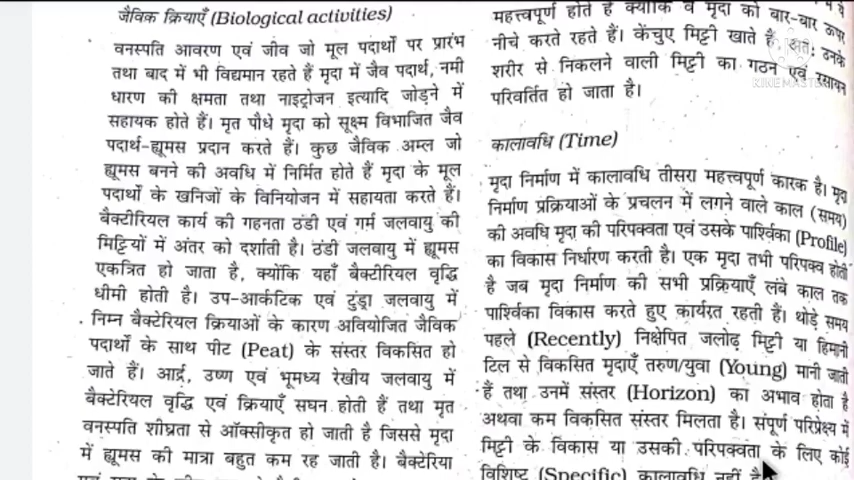 जैविक क्रियाएँ (Biological activities)
वनस्पति आवरण एवं जीव जो मूल पदार्थों पर प्रारंभ
तथा बाद में भी विद्यमान रहते हैं मृदा में जैव पदार्थ, नमी
धारण की क्षमता तथा नाइट्रोजन इत्यादि जोड़ने में
सहायक होते हैं। मृत पौधे मृदा को सूक्ष्म विभाजित जैव
पदार्थ-ह्यूमस प्रदान करते हैं। कुछ जैविक अम्ल जो
ह्यूमस बनने की अवधि में निर्मित होते हैं मृदा के मूल
पदार्थों के खनिजों के विनियोजन में सहायता करते हैं।
बैक्टीरियल कार्य की गहनता ठंडी एवं गर्म जलवायु की
मिट्टियों में अंतर को दर्शाती है। ठंडी जलवायु में ह्यूमस
एकत्रित हो जाता है, क्योंकि यहाँ बैक्टीरियल वृद्धि
धीमी होती है। उप-आर्कटिक एवं टुंड्रा जलवायु में
निम्न बैक्टेरियल क्रियाओं के कारण अवियोजित जैविक
पदार्थों के साथ पीट (Peat) के संस्तर विकसित हो
जाते हैं। आर्द्र, उष्ण एवं भूमध्य रेखीय जलवायु में
बैक्टेरियल वृद्धि एवं क्रियाएँ सघन होती हैं तथा मृत
वनस्पति शीघ्रता से ऑक्सीकृत हो जाती है जिससे मृदा
में ह्यूमस की मात्रा बहुत कम रह जाती है। बैक्टेरिया
महत्त्वपूर्ण होते हैं क्योंकि वे मृदा को बार-बार ऊपर
नीचे करते रहते हैं। केंचुए मिट्टी खाते हैं, अतः उनके
शरीर से निकलने वाली मिट्टी का गठन एवं रसायन
परिवर्तित हो जाता है।
KINEMASTER
कालावधि (Time)
मृदा निर्माण में कालावधि तीसरा महत्त्वपूर्ण कारक है। मृदा
निर्माण प्रक्रियाओं के प्रचलन में लगने वाले काल (समय)
की अवधि मृदा की परिपक्वता एवं उसके पार्श्विका (Profile)
का विकास निर्धारण करती है। एक मृदा तभी परिपक्व होती
है जब मृदा निर्माण की सभी प्रक्रियाएँ लंबे काल तक
पार्श्विका विकास करते हुए कार्यरत रहती हैं। थोड़े समय
पहले (Recently) निक्षेपित जलोढ़ मिट्टी या हिमानी
टिल से विकसित मृदाएँ तरुण/युवा (Young) मानी जाती
हैं तथा उनमें संस्तर (Horizon) का अभाव होता है
अथवा कम विकसित संस्तर मिलता है। संपूर्ण परिप्रेक्ष्य में
मिट्टी के विकास या उसकी परिपक्वता के लिए कोई
विशिष्ट (Specific) कालावधि नहीं है